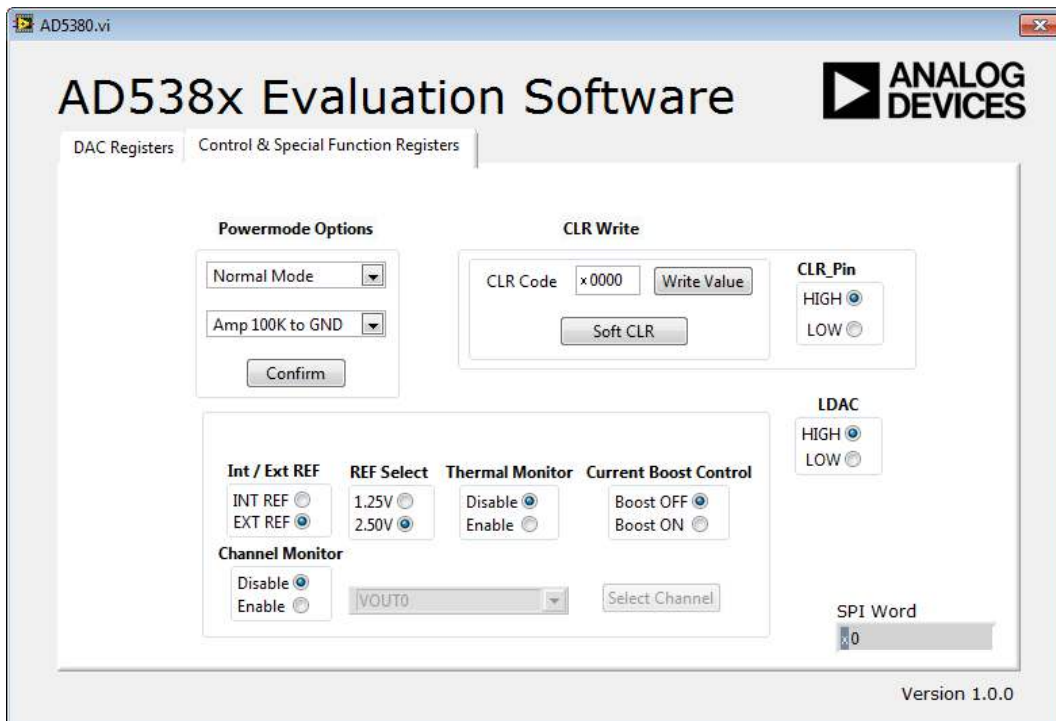 AD5380.vi
AD538x Evaluation Software
ANALOG
DEVICES
DAC Registers
Control & Special Function Registers
Powermode Options
Normal Mode
Amp 100K to GND
Confirm
CLR Write
CLR Code
x 0000
Write Value
Soft CLR
CLR_Pin
HIGH
LOW
LDAC
HIGH
LOW
Int / Ext REF
INT REF
EXT REF
REF Select
1.25V
2.50V
Thermal Monitor
Disable
Enable
Current Boost Control
Boost OFF
Boost ON
Channel Monitor
Disable
Enable
VOUT0
Select Channel
SPI Word
x 0
Version 1.0.0